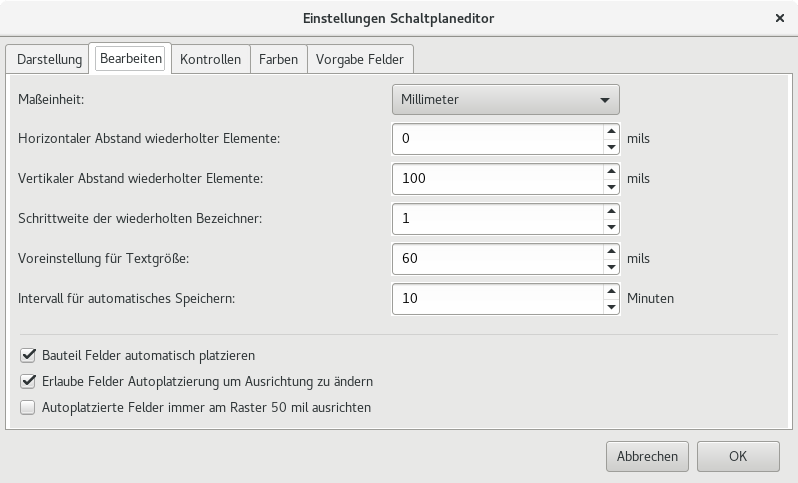 Einstellungen Schaltplaneditor
Darstellung Bearbeiten Kontrollen Farben Vorgabe Felder
Maßeinheit: Millimeter
Horizontaler Abstand wiederholter Elemente: 0 mils
Vertikaler Abstand wiederholter Elemente: 100 mils
Schrittweite der wiederholten Bezeichner: 1
Voreinstellung für Textgröße: 60 mils
Intervall für automatisches Speichern: 10 Minuten
Bauteil Felder automatisch platzieren
Erlaube Felder Autoplatzierung um Ausrichtung zu ändern
Autoplatzierte Felder immer am Raster 50 mil ausrichten
Abbrechen OK